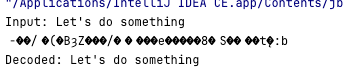 "/Applications/IntelliJ IDEA CE.app/Contents/jb
Input: Let's do something
Decoded: Let's do something